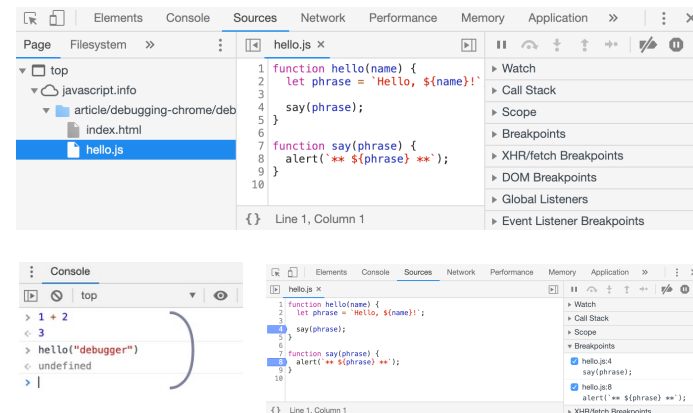 Elements Console Sources Network Performance Memory Application »
Page Filesystem »
hello.js ×
top
javascript.info
article/debugging-chrome/deb
index.html
hello.js
1 function hello(name) {
2 let phrase = `Hello, ${name}!`
3
4 say(phrase);
5 }
6
7 function say(phrase) {
8 alert(`** ${phrase} **`);
9 }
10
{} Line 1, Column 1
Watch
Call Stack
Scope
Breakpoints
XHR/fetch Breakpoints
DOM Breakpoints
Global Listeners
Event Listener Breakpoints
Console
top
> 1 + 2
< 3
> hello("debugger")
< undefined
>
Elements Console Sources Network Performance Memory Application »
hello.js ×
1 function hello(name) {
2 let phrase = `Hello, ${name}!`;
3
4 say(phrase);
5 }
6
7 function say(phrase) {
8 alert(`** ${phrase} **`);
9 }
10
{} Line 1, Column 1
Watch
Call Stack
Scope
Breakpoints
hello.js:4
say(phrase);
hello.js:8
alert(`** ${phrase} **`);
XHR/fetch Breakpoints